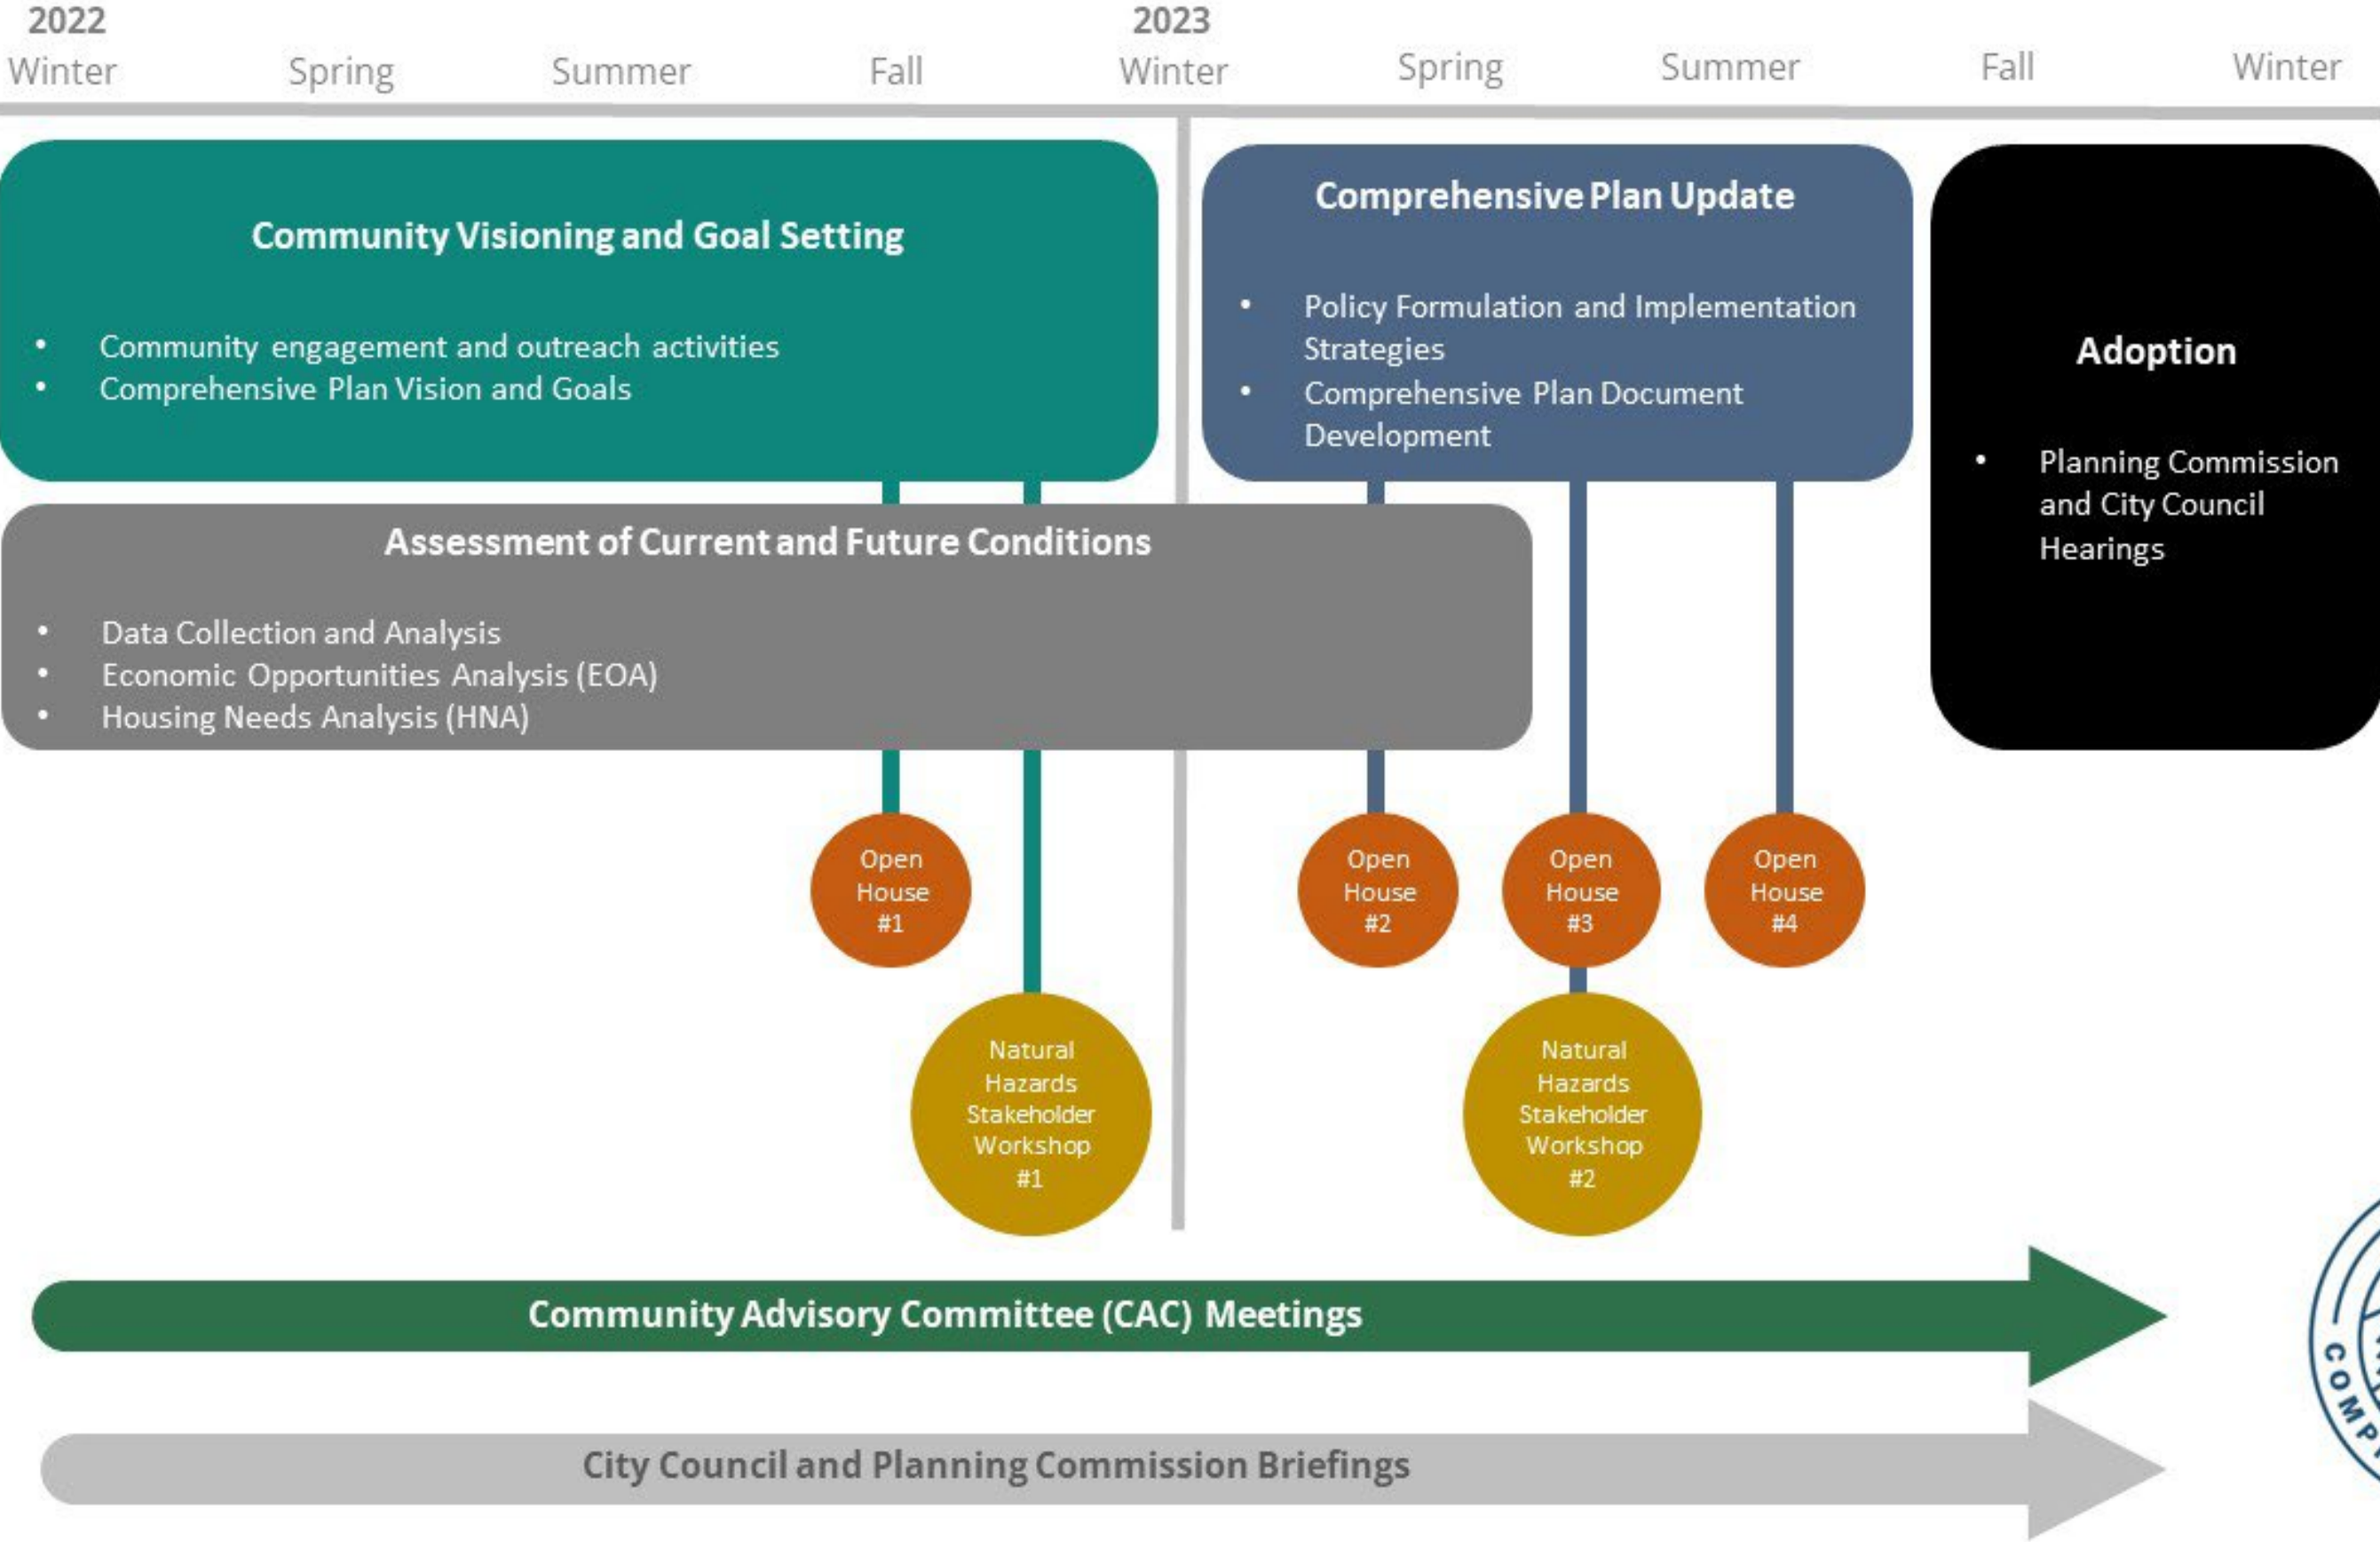 2022
2023
Winter
Spring
Summer
Fall
Winter
Spring
Summer
Fall
Winter
Community Visioning and Goal Setting
• Community engagement and outreach activities
• Comprehensive Plan Vision and Goals
Comprehensive Plan Update
• Policy Formulation and Implementation
Strategies
• Comprehensive Plan Document
Development
Adoption
• Planning Commission
and City Council
Hearings
Assessment of Current and Future Conditions
• Data Collection and Analysis
• Economic Opportunities Analysis (EOA)
• Housing Needs Analysis (HNA)
Open
House
#1
Open
House
#2
Open
House
#3
Open
House
#4
Natural
Hazards
Stakeholder
Workshop
#1
Natural
Hazards
Stakeholder
Workshop
#2
Community Advisory Committee (CAC) Meetings
City Council and Planning Commission Briefings